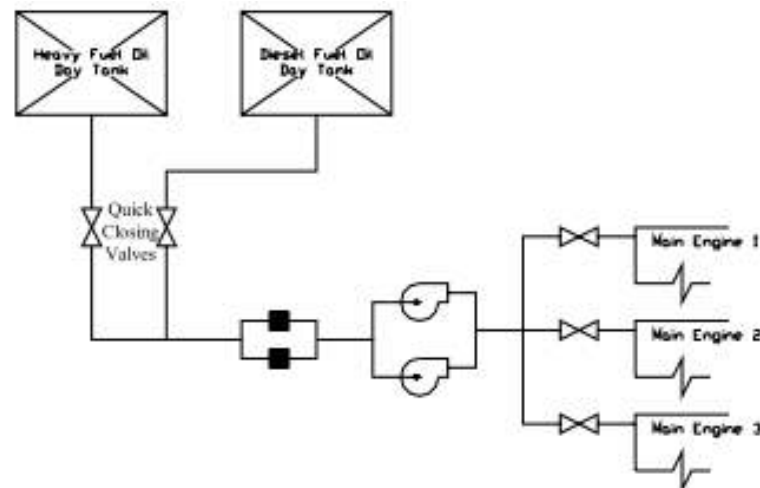 Heavy Fuel Oil
Day Tank
Diesel Fuel Oil
Day Tank
Quick
Closing
Valves
Main Engine 1
Main Engine 2
Main Engine 3